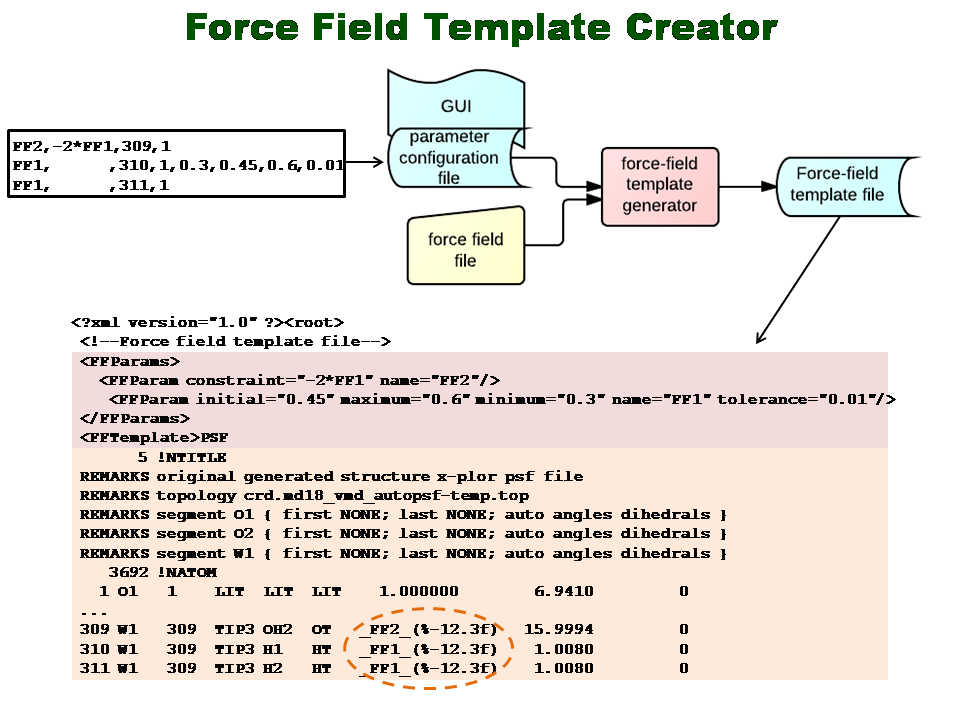 Force Field Template Creator
FF2,-2*FF1,309,1
FF1,      ,310,1,0.3,0.45,0.6,0.01
FF1,      ,311,1
GUI
parameter
configuration
file
force field
file
force-field
template
generator
Force-field
template file
<?xml version="1.0" ?><root>
<!--Force field template file-->
<FFParams>
<FFParam constraint="-2*FF1" name="FF2"/>
<FFParam initial="0.45" maximum="0.6" minimum="0.3" name="FF1" tolerance="0.01"/>
</FFParams>
<FFTemplate>PSF
5 !NTITLE
REMARKS original generated structure x-plor psf file
REMARKS topology crd.md18_vmd_autopsf-temp.top
REMARKS segment O1 { first NONE; last NONE; auto angles dihedrals }
REMARKS segment O2 { first NONE; last NONE; auto angles dihedrals }
REMARKS segment W1 { first NONE; last NONE; auto angles dihedrals }
3692 !NATOM
1 O1   1    LIT  LIT  LIT    1.000000        6.9410        0
...
309 W1   309  TIP3 OH2  OT   _FF2_(%-12.3f)   15.9994        0
310 W1   309  TIP3 H1   HT   _FF1_(%-12.3f)    1.0080        0
311 W1   309  TIP3 H2   HT   _FF1_(%-12.3f)    1.0080        0